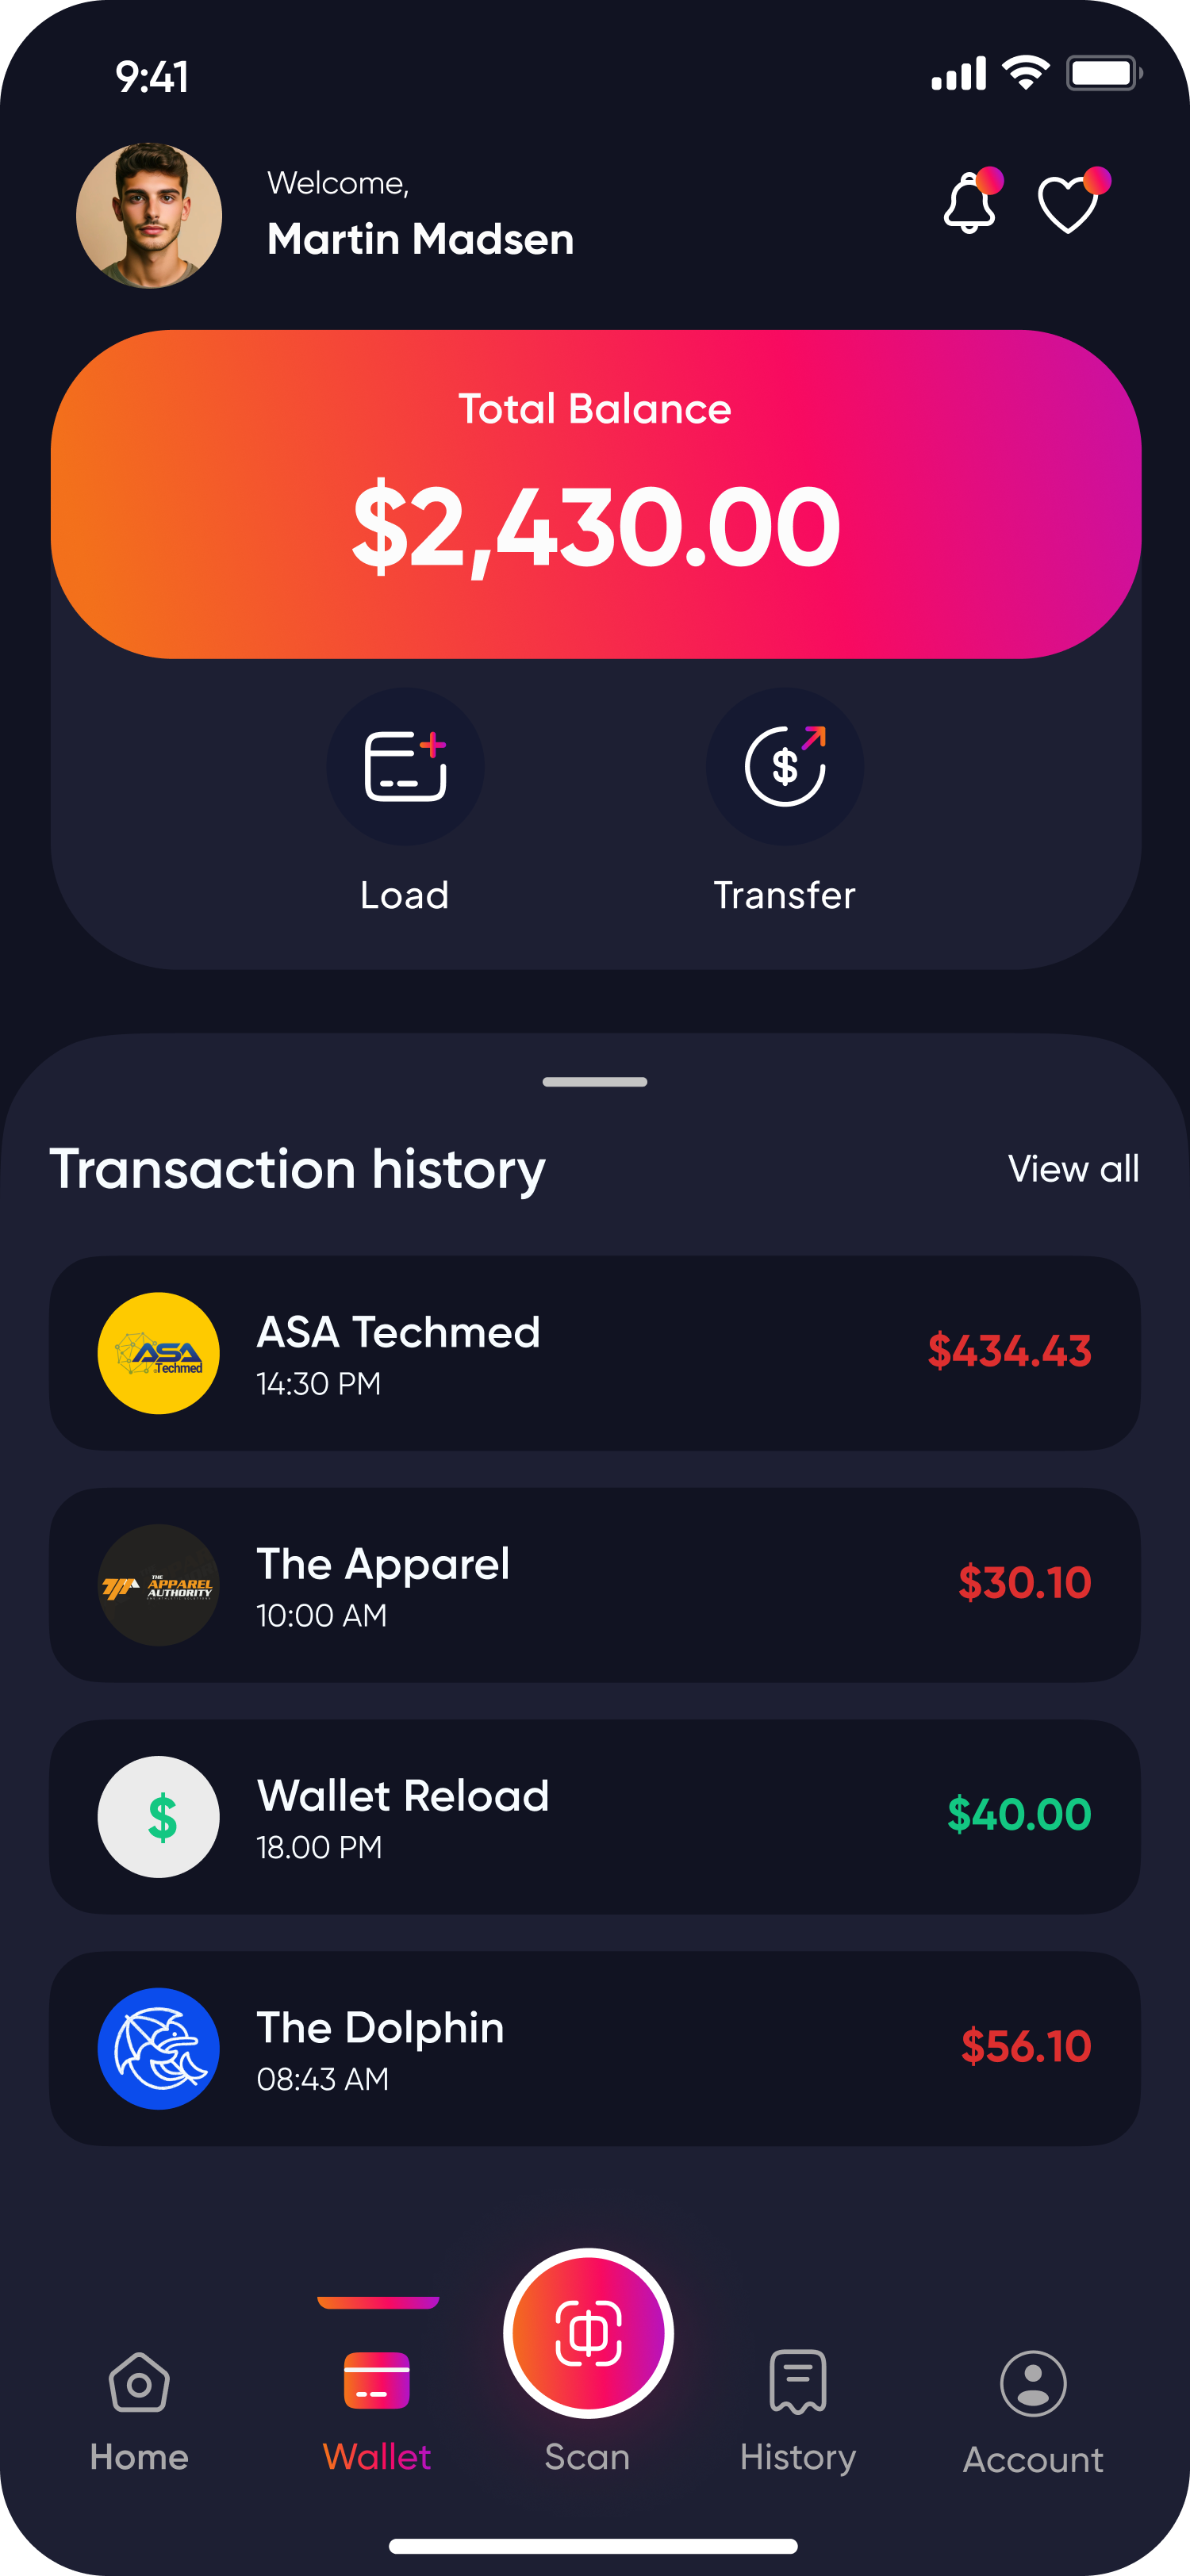 9:41
Welcome,
Martin Madsen
Total Balance
$2,430.00
Load
Transfer
Transaction history
View all
ASA
Techmed
ASA Techmed
14:30 PM
$434.43
THE
APPAREL
AUTHORITY
The Apparel
10:00 AM
$30.10
$
Wallet Reload
18.00 PM
$40.00
The Dolphin
08:43 AM
$56.10
Home
Wallet
Scan
History
Account